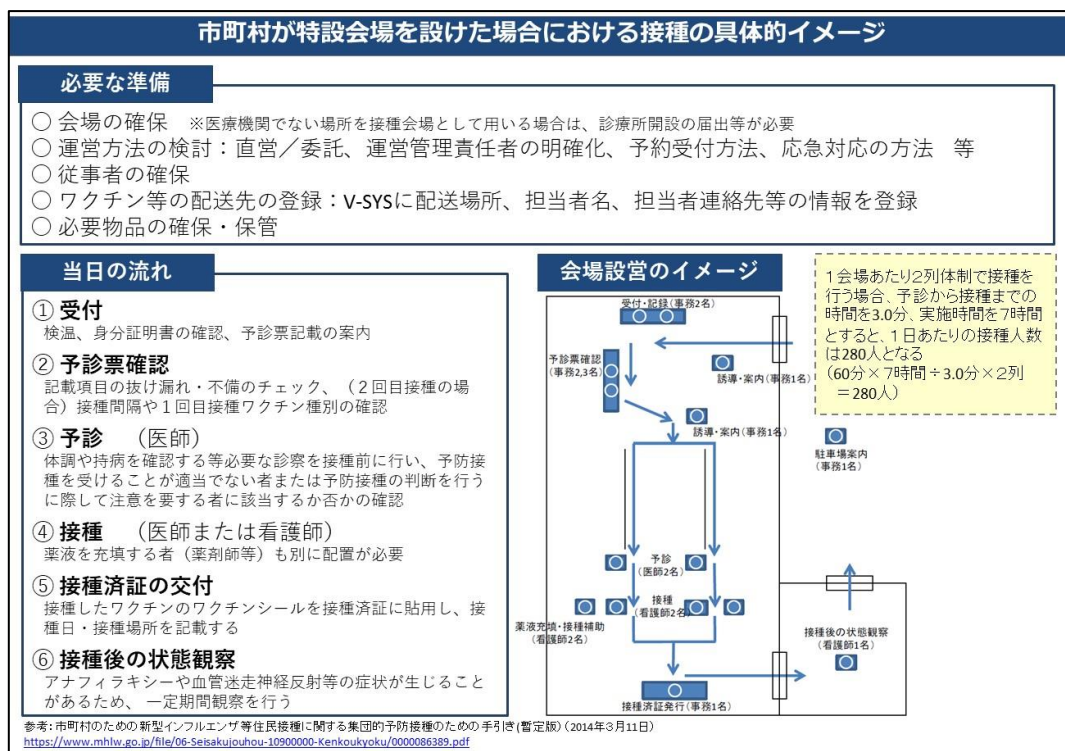 市町村が特設会場を設けた場合における接種の具体的イメージ
必要な準備
○ 会場の確保　※医療機関でない場所を接種会場として用いる場合は、診療所開設の届出等が必要
○ 運営方法の検討：直営／委託、運営管理責任者の明確化、予約受付方法、応急対応の方法　等
○ 従事者の確保
○ ワクチン等の配送先の登録：V-SYSに配送場所、担当者名、担当者連絡先等の情報を登録
○ 必要物品の確保・保管
当日の流れ
① 受付
検温、身分証明書の確認、予診票記載の案内
② 予診票確認
記載項目の抜け漏れ・不備のチェック、（２回目接種の場
合）接種間隔や１回目接種ワクチン種別の確認
③ 予診　（医師）
体調や持病を確認する等必要な診察を接種前に行い、予防接
種を受けることが適当でない者または予防接種の判断を行う
に際して注意を要する者に該当するか否かの確認
④ 接種　（医師または看護師）
薬液を充填する者（薬剤師等）も別に配置が必要
⑤ 接種済証の交付
接種したワクチンのワクチンシールを接種済証に貼用し、接
種日・接種場所を記載する
⑥ 接種後の状態観察
アナフィラキシーや血管迷走神経反射等の症状が生じること
があるため、一定期間観察を行う
会場設営のイメージ
受付・記録（事務２名）
予診票確認
（事務2,3名）
誘導・案内（事務１名）
誘導・案内（事務１名）
駐車場案内
（事務１名）
予診
（医師２名）
接種
（看護師２名）
薬液充填・接種補助
（看護師２名）
接種後の状態観察
（看護師１名）
接種済証発行（事務１名）
１会場あたり２列体制で接種を
行う場合、予診から接種までの
時間を3.0分、実施時間を７時間
とすると、１日あたりの接種人数
は280人となる
（60分×７時間÷3.0分×２列
＝280人）
参考：市町村のための新型インフルエンザ等住民接種に関する集団的予防接種のための手引き（暫定版）（2014年３月11日）
https://www.mhlw.go.jp/file/06-Seisakujouhou-10900000-Kenkoukyoku/0000086389.pdf